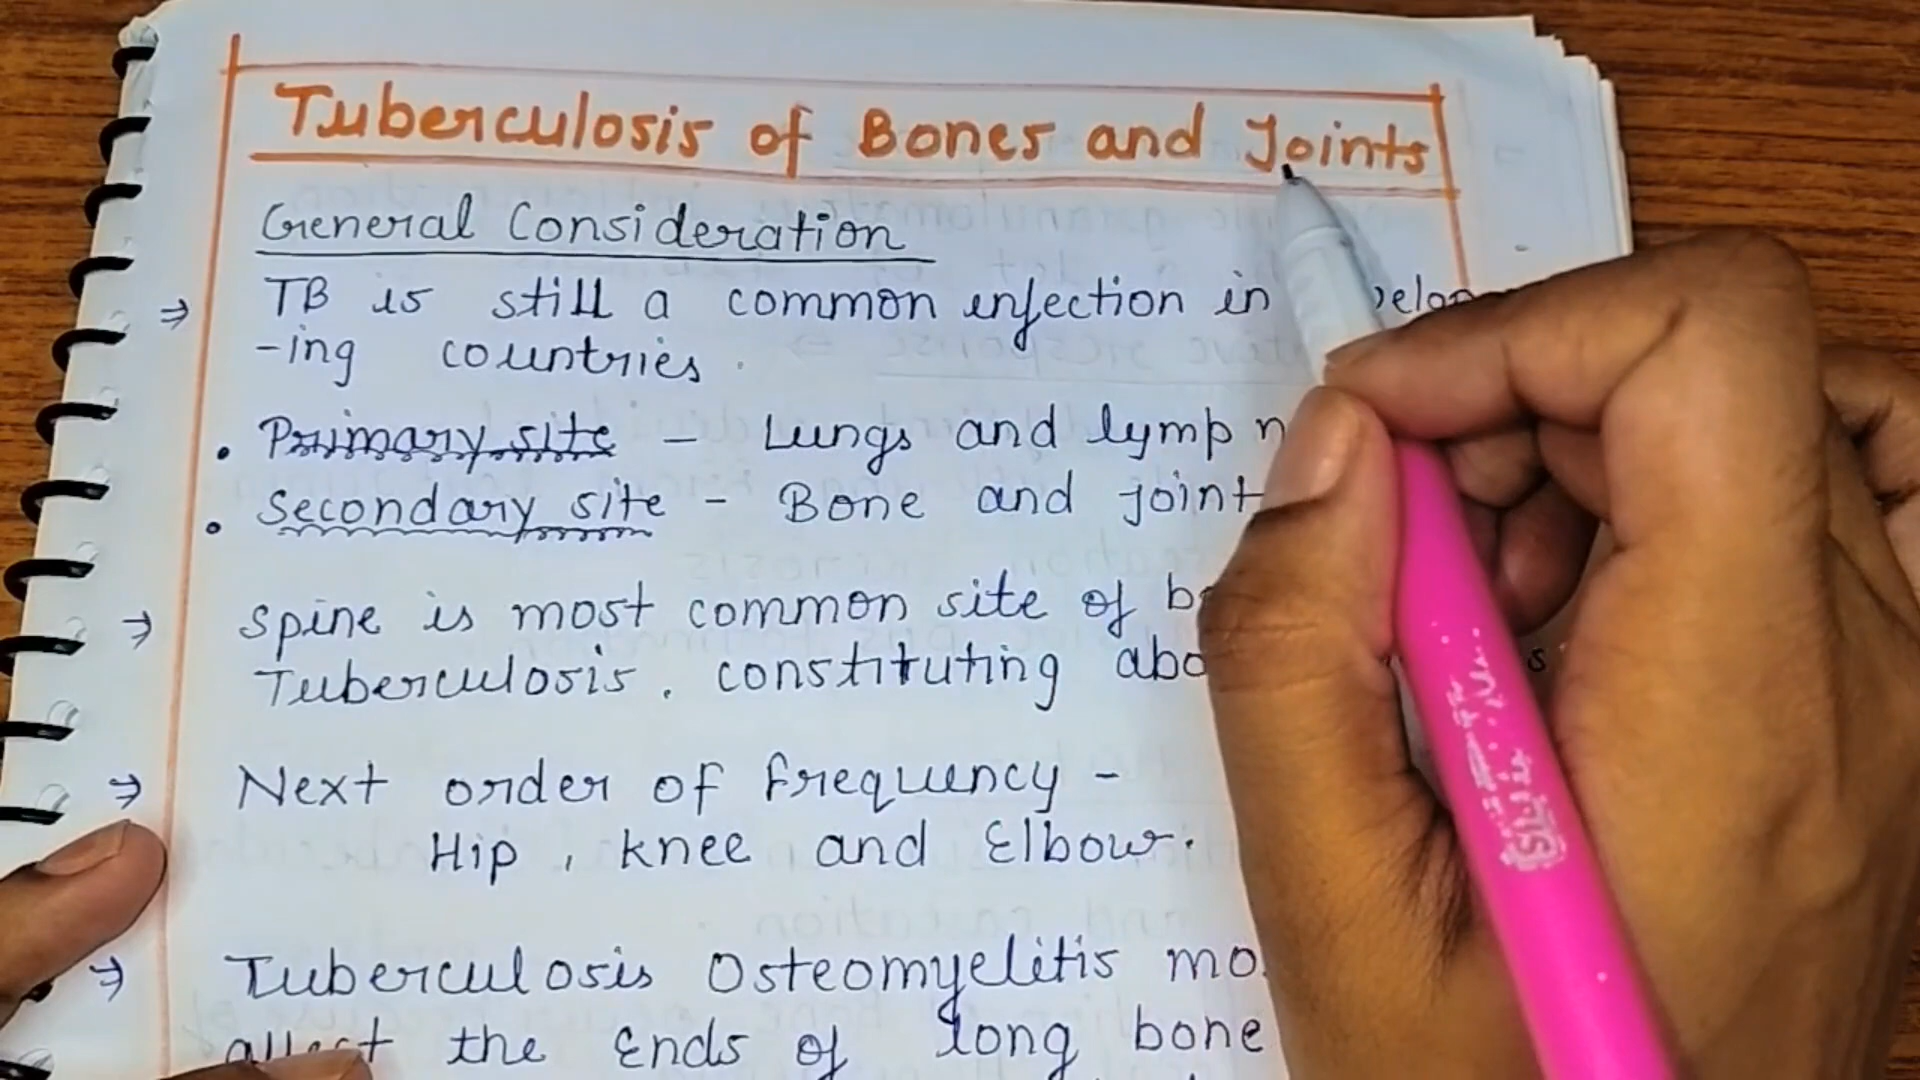 Tuberculosis of Bones and Joints
General Consideration
⇒ TB is still a common infection in
-ing countries.
• Primary site - Lungs and lymp
• Secondary site - Bone and joint
⇒ Spine is most common site of
Tuberculosis. constituting
⇒ Next order of frequency -
Hip, knee and Elbow.
⇒ Tuberculosis Osteomyelitis
affect the Ends of long bone